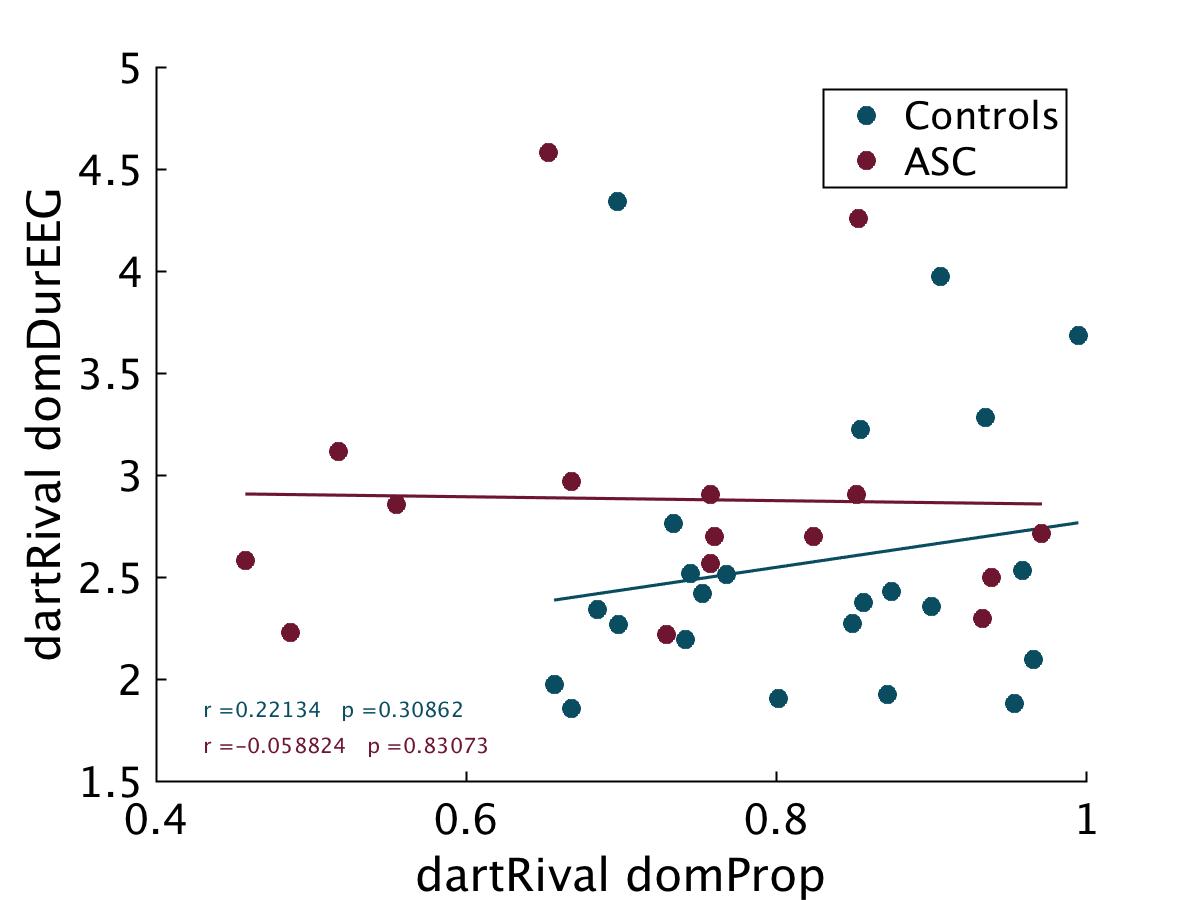 5
4.5
4
3.5
3
2.5
2
1.5
dartRival domDurEEG
Controls
ASC
r =0.22134 p =0.30862
r =-0.058824 p =0.83073
0.4
0.6
0.8
1
dartRival domProp